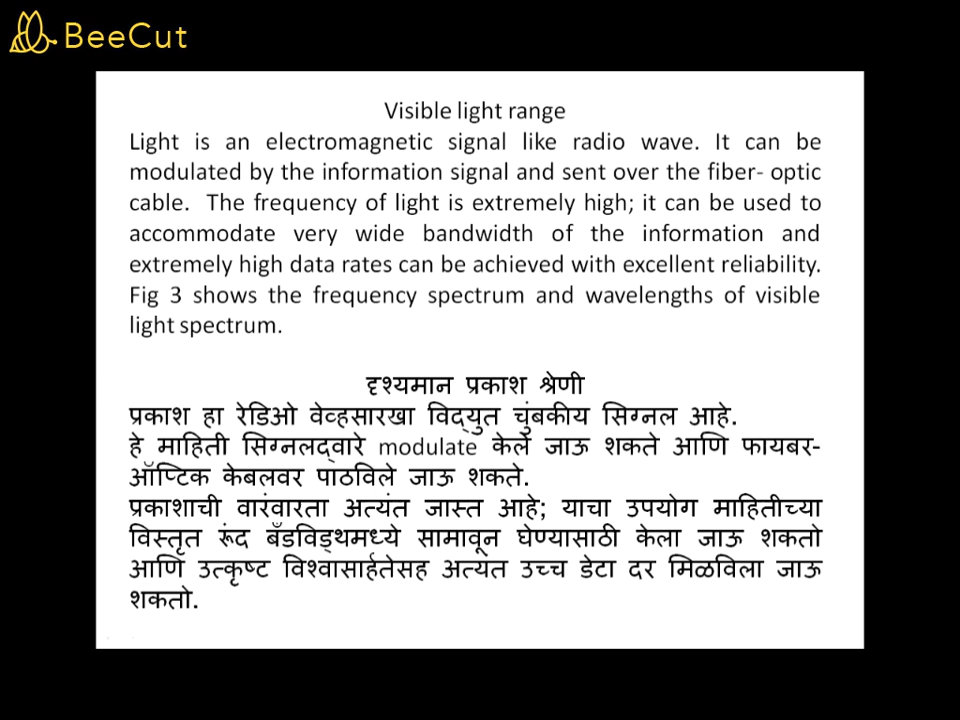 BeeCut
Visible light range
Light is an electromagnetic signal like radio wave. It can be
modulated by the information signal and sent over the fiber- optic
cable. The frequency of light is extremely high; it can be used to
accommodate very wide bandwidth of the information and
extremely high data rates can be achieved with excellent reliability.
Fig 3 shows the frequency spectrum and wavelengths of visible
light spectrum.
दृश्यमान प्रकाश श्रेणी
प्रकाश हा रेडिओ वेव्हसारखा विद्युत चुंबकीय सिग्नल आहे.
हे माहिती सिग्नलद्वारे modulate केले जाऊ शकते आणि फायबर-
ऑप्टिक केबलवर पाठविले जाऊ शकते.
प्रकाशाची वारंवारता अत्यंत जास्त आहे; याचा उपयोग माहितीच्या
विस्तृत रूंद बँडविड्थमध्ये सामावून घेण्यासाठी केला जाऊ शकतो
आणि उत्कृष्ट विश्वासार्हतेसह अत्यंत उच्च डेटा दर मिळविला जाऊ
शकतो.